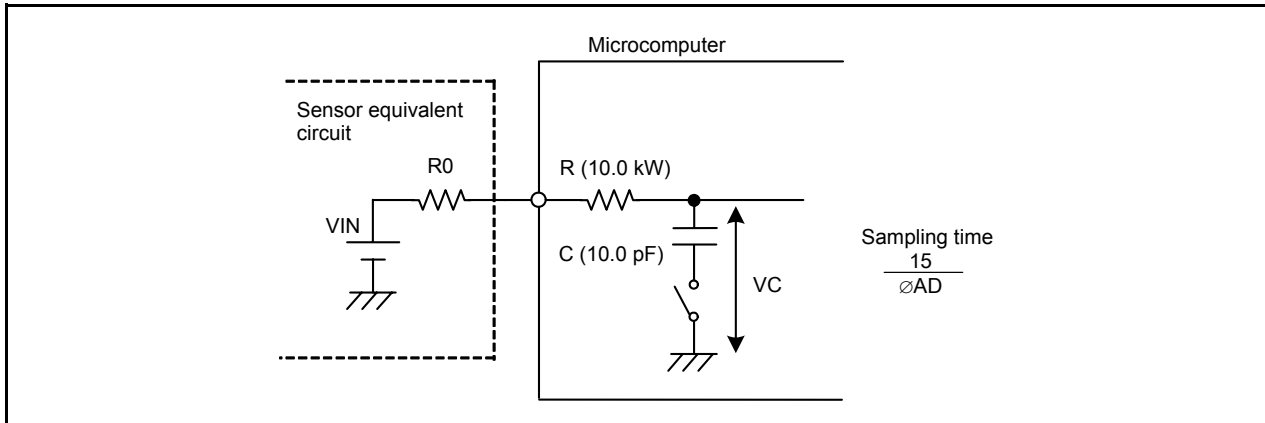 Microcomputer
Sensor equivalent
circuit
R0
R (10.0 kW)
VIN
C (10.0 pF)
VC
Sampling time
15
∅AD